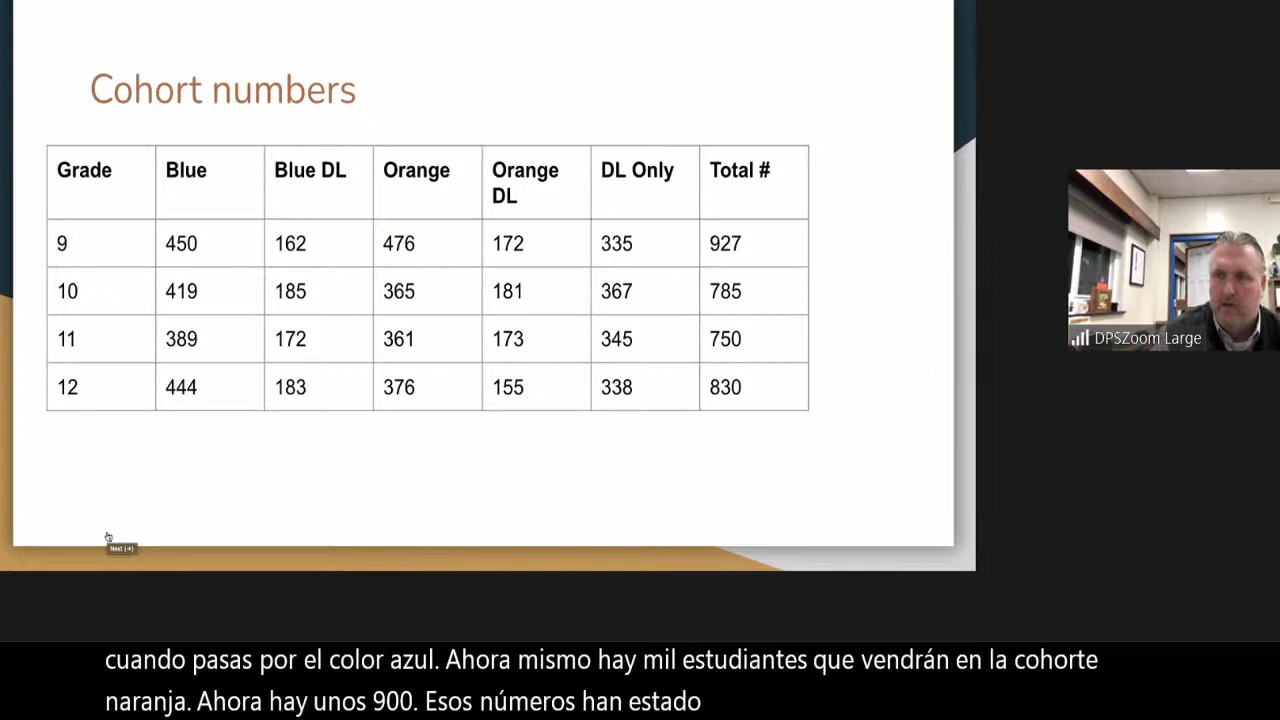 Cohort numbers
Grade Blue Blue DL Orange Orange DL DL Only Total #
9 450 162 476 172 335 927
10 419 185 365 181 367 785
11 389 172 361 173 345 750
12 444 183 376 155 338 830
Next (→)
DPSZoom Large
cuando pasas por el color azul. Ahora mismo hay mil estudiantes que vendrán en la cohorte
naranja. Ahora hay unos 900. Esos números han estado